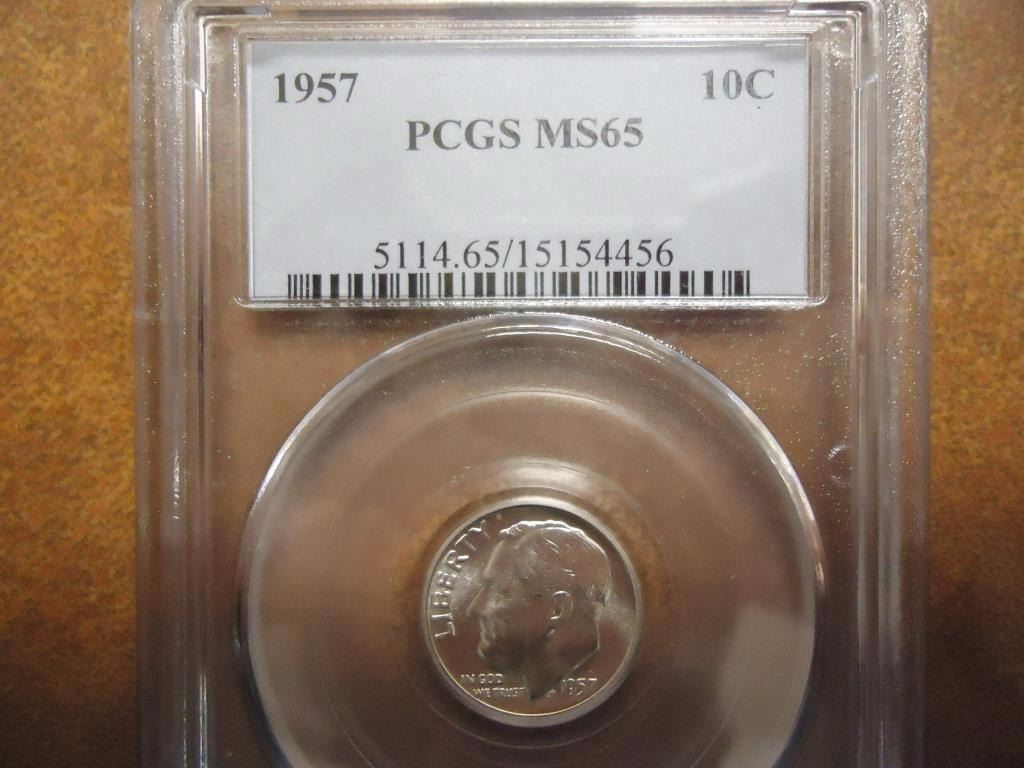 1957 10C
PCGS MS65
5114.65/15154456
LIBERTY
IN GOD
WE TRUST
1957